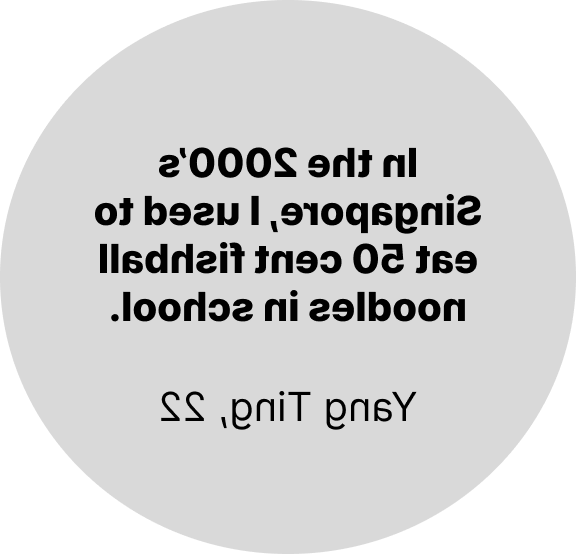 In the 2000's
Singapore, I used to
eat 50 cent fishball
noodles in school.
Yang Ting, 22